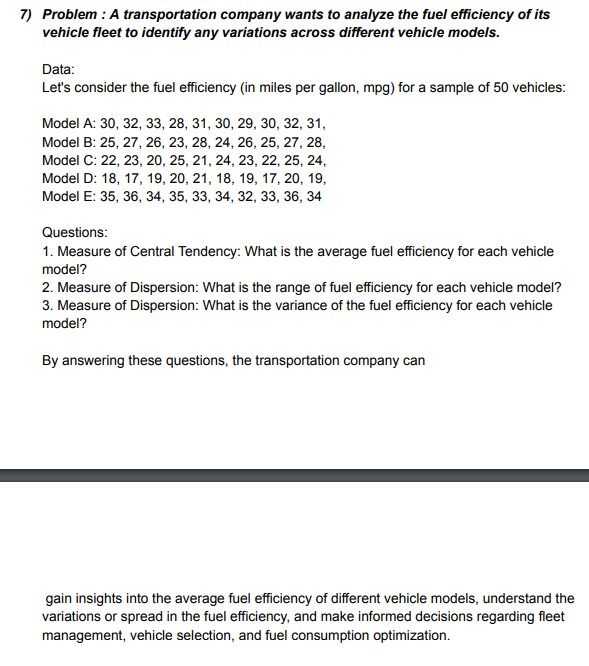 7) Problem : A transportation company wants to analyze the fuel efficiency of its
vehicle fleet to identify any variations across different vehicle models.
Data:
Let's consider the fuel efficiency (in miles per gallon, mpg) for a sample of 50 vehicles:
Model A: 30, 32, 33, 28, 31, 30, 29, 30, 32, 31,
Model B: 25, 27, 26, 23, 28, 24, 26, 25, 27, 28,
Model C: 22, 23, 20, 25, 21, 24, 23, 22, 25, 24,
Model D: 18, 17, 19, 20, 21, 18, 19, 17, 20, 19,
Model E: 35, 36, 34, 35, 33, 34, 32, 33, 36, 34
Questions:
1. Measure of Central Tendency: What is the average fuel efficiency for each vehicle
model?
2. Measure of Dispersion: What is the range of fuel efficiency for each vehicle model?
3. Measure of Dispersion: What is the variance of the fuel efficiency for each vehicle
model?
By answering these questions, the transportation company can
gain insights into the average fuel efficiency of different vehicle models, understand the
variations or spread in the fuel efficiency, and make informed decisions regarding fleet
management, vehicle selection, and fuel consumption optimization.